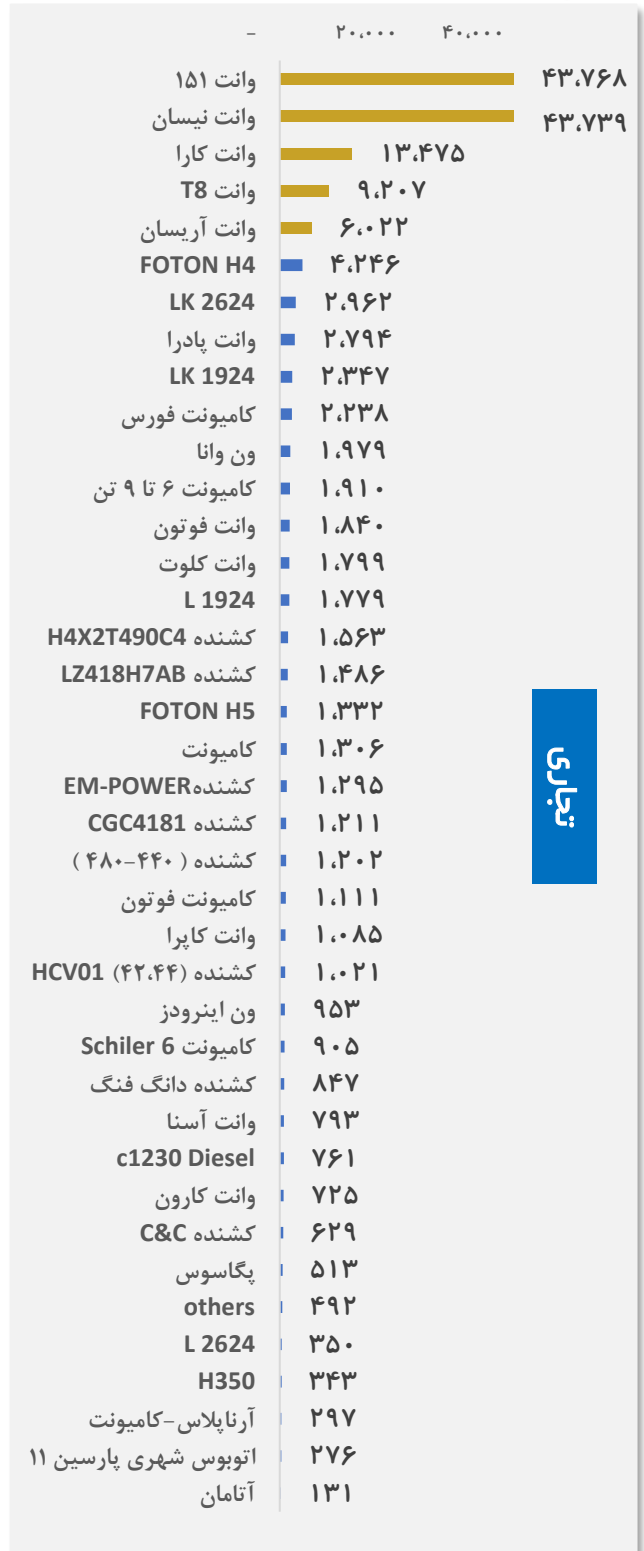 - ۲۰،۰۰۰ ۴۰،۰۰۰
وانت ۱۵۱ ۴۳،۷۶۸
وانت نیسان ۴۳،۷۳۹
وانت کارا ۱۳،۴۷۵
وانت T8 ۹،۲۰۷
وانت آریسان ۶،۰۲۲
FOTON H4 ۴،۲۴۶
LK 2624 ۲،۹۶۲
وانت پادرا ۲،۷۹۴
LK 1924 ۲،۳۴۷
کامیونت فورس ۲،۲۳۸
ون وانا ۱،۹۷۹
کامیونت ۶ تا ۹ تن ۱،۹۱۰
وانت فوتون ۱،۸۴۰
وانت کلوت ۱،۷۹۹
L 1924 ۱،۷۷۹
کشنده H4X2T490C4 ۱،۵۶۳
کشنده LZ418H7AB ۱،۴۸۶
FOTON H5 ۱،۳۳۲
کامیونت ۱،۳۰۶
کشندهEM-POWER ۱،۲۹۵
کشنده CGC4181 ۱،۲۱۱
کشنده ( ۴۴۰-۴۸۰ ) ۱،۲۰۲
کامیونت فوتون ۱،۱۱۱
وانت کاپرا ۱،۰۸۵
کشنده HCV01 (۴۲،۴۴) ۱،۰۲۱
ون اینرودز ۹۵۳
کامیونت Schiler 6 ۹۰۵
کشنده دانگ فنگ ۸۴۷
وانت آسنا ۷۹۳
c1230 Diesel ۷۶۱
وانت کارون ۷۲۵
کشنده C&C ۶۲۹
پگاسوس ۵۱۳
others ۴۹۲
L 2624 ۳۵۰
H350 ۳۴۳
آرناپلاس-کامیونت ۲۹۷
اتوبوس شهری پارسین ۱۱ ۲۷۶
آتامان ۱۳۱
تجاری